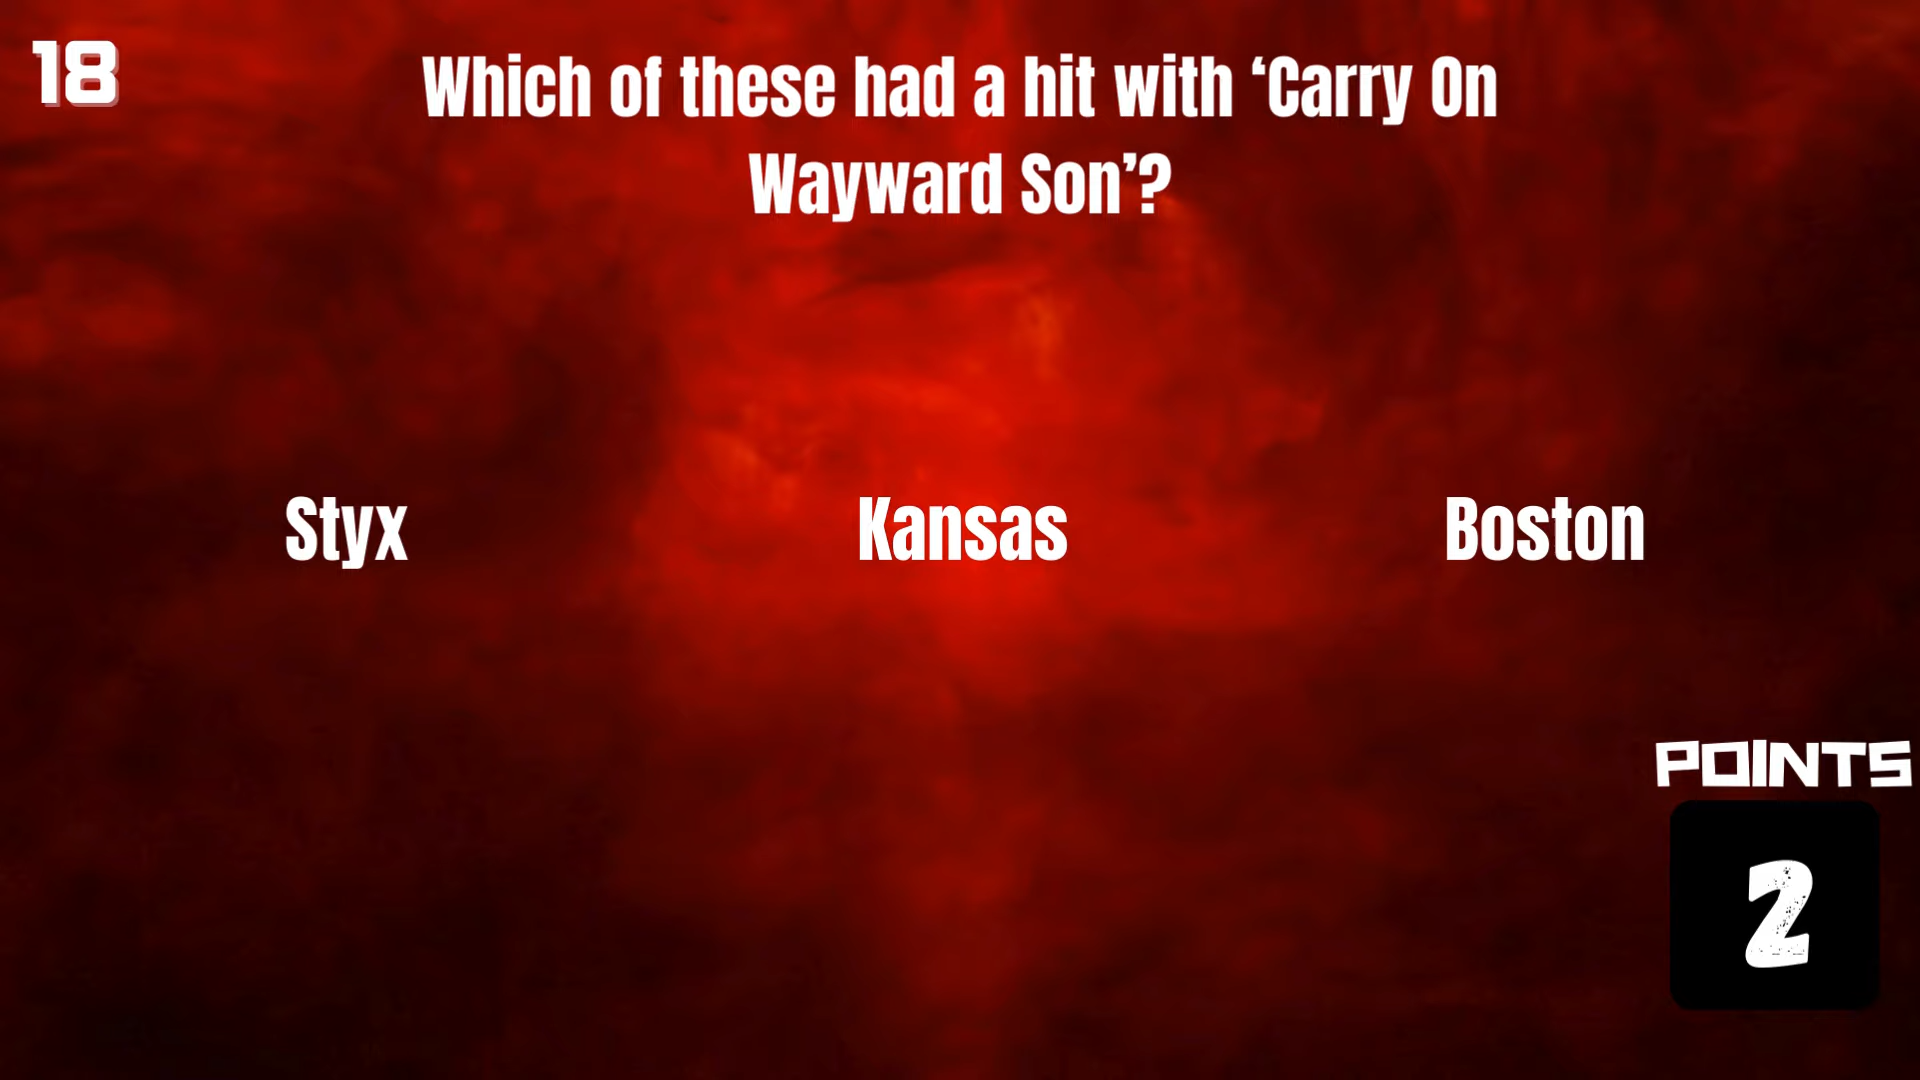 18
Which of these had a hit with ‘Carry On
Wayward Son’?
Styx
Kansas
Boston
POINTS
2